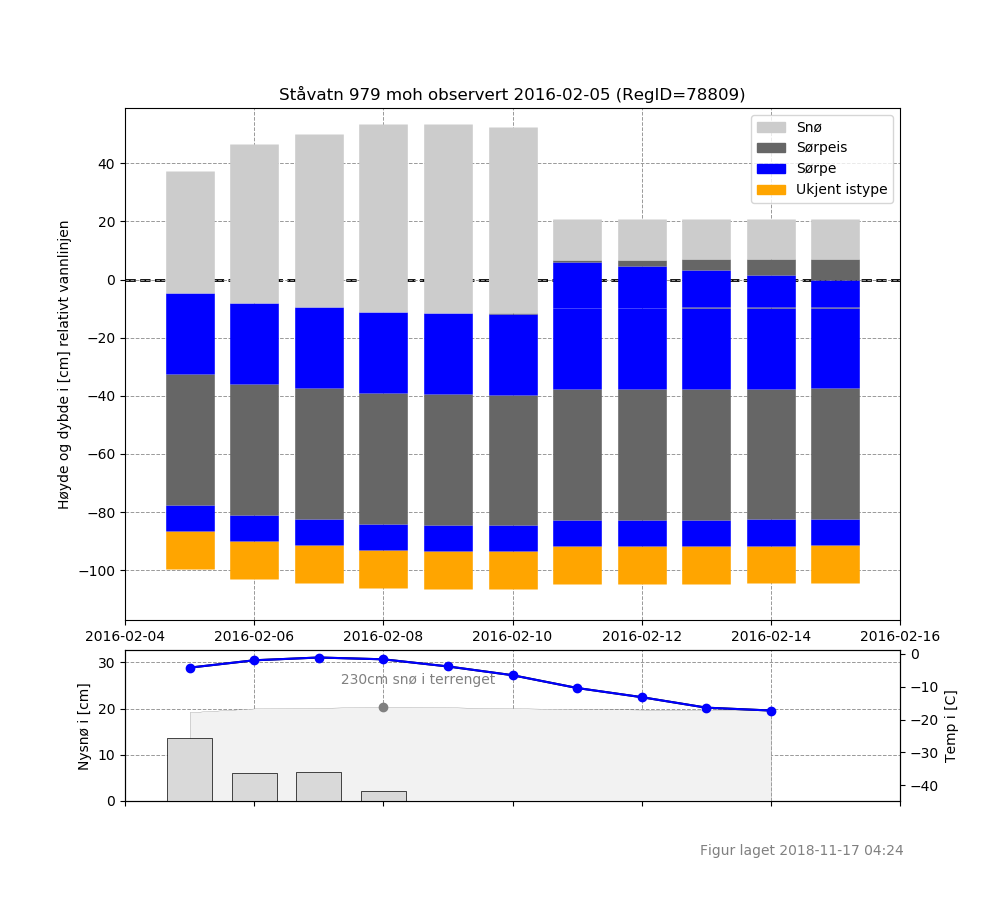 Ståvatn 979 moh observert 2016-02-05 (RegID=78809)
Høyde og dybde i [cm] relativt vannlinjen
40
20
0
−20
−40
−60
−80
−100
Snø
Sørpeis
Sørpe
Ukjent istype
2016-02-04 2016-02-06 2016-02-08 2016-02-10 2016-02-12 2016-02-14 2016-02-16
Nysnø i [cm]
30
20
10
0
230cm snø i terrenget
0
−10
−20
−30
−40
Temp i [C]
Figur laget 2018-11-17 04:24